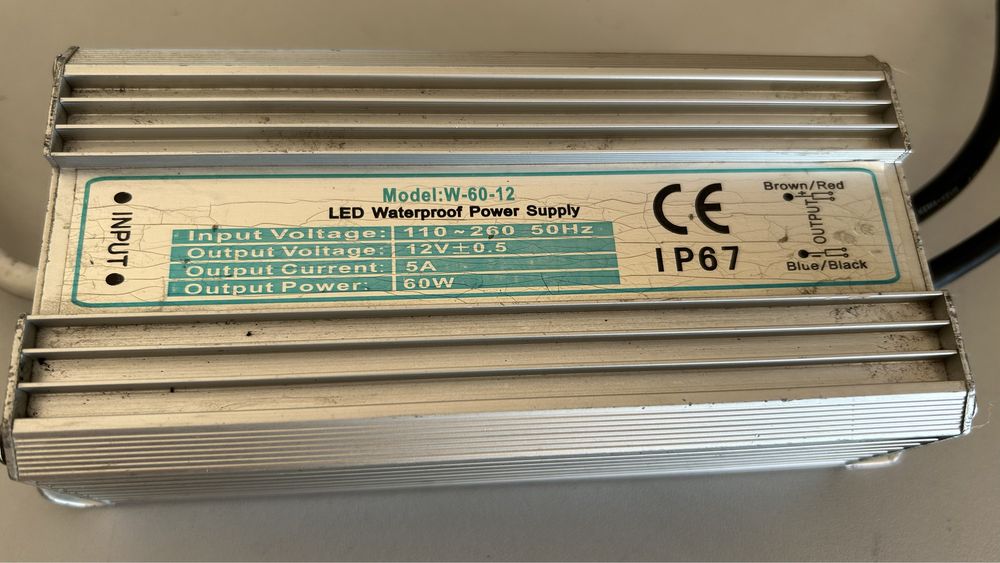 INPUT
Model:W-60-12
LED Waterproof Power Supply
Input Voltage: 110~260 50Hz
Output Voltage: 12V±0.5
Output Current: 5A
Output Power: 60W
CE
IP67
Brown/Red
OUTPUT
Blue/Black